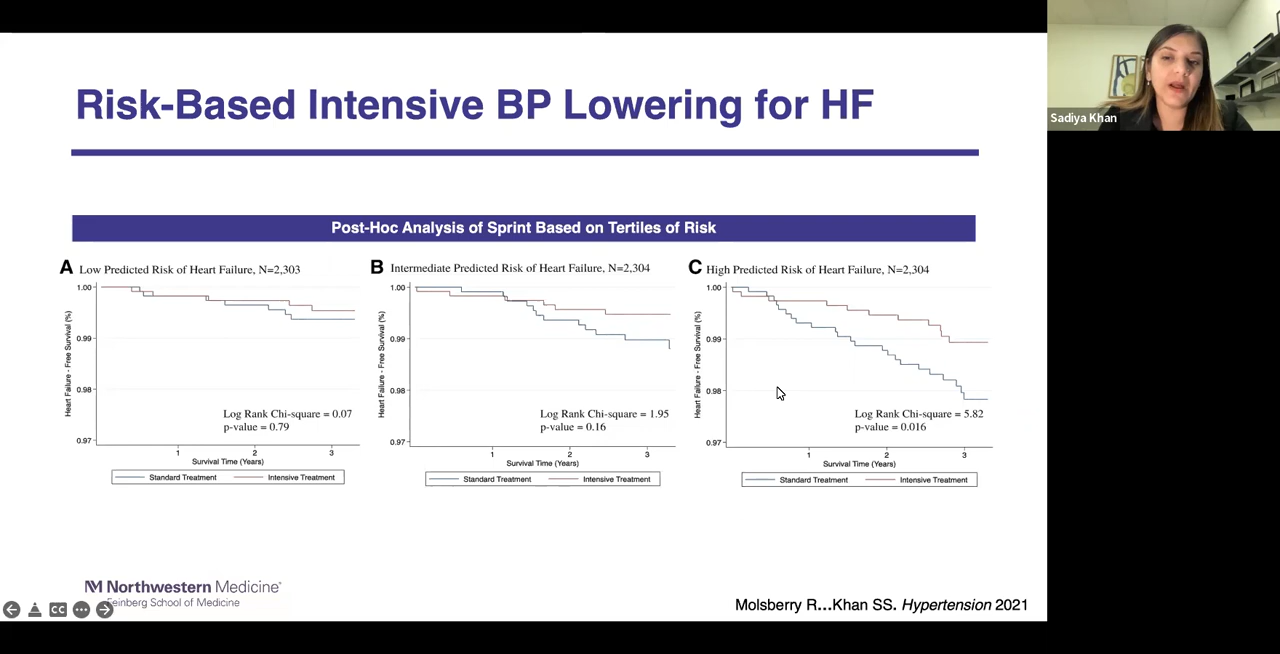 Risk-Based Intensive BP Lowering for HF
Sadiya Khan
Post-Hoc Analysis of Sprint Based on Tertiles of Risk
A Low Predicted Risk of Heart Failure, N=2,303
Heart Failure - Free Survival (%)
1.00
0.99
0.98
0.97
Log Rank Chi-square = 0.07
p-value = 0.79
1 2 3
Survival Time (Years)
Standard Treatment Intensive Treatment
B Intermediate Predicted Risk of Heart Failure, N=2,304
Heart Failure - Free Survival (%)
1.00
0.99
0.98
0.97
Log Rank Chi-square = 1.95
p-value = 0.16
1 2 3
Survival Time (Years)
Standard Treatment Intensive Treatment
C High Predicted Risk of Heart Failure, N=2,304
Heart Failure - Free Survival (%)
1.00
0.99
0.98
0.97
Log Rank Chi-square = 5.82
p-value = 0.016
1 2 3
Survival Time (Years)
Standard Treatment Intensive Treatment
M Northwestern Medicine®
Feinberg School of Medicine
CC
Molsberry R...Khan SS. Hypertension 2021